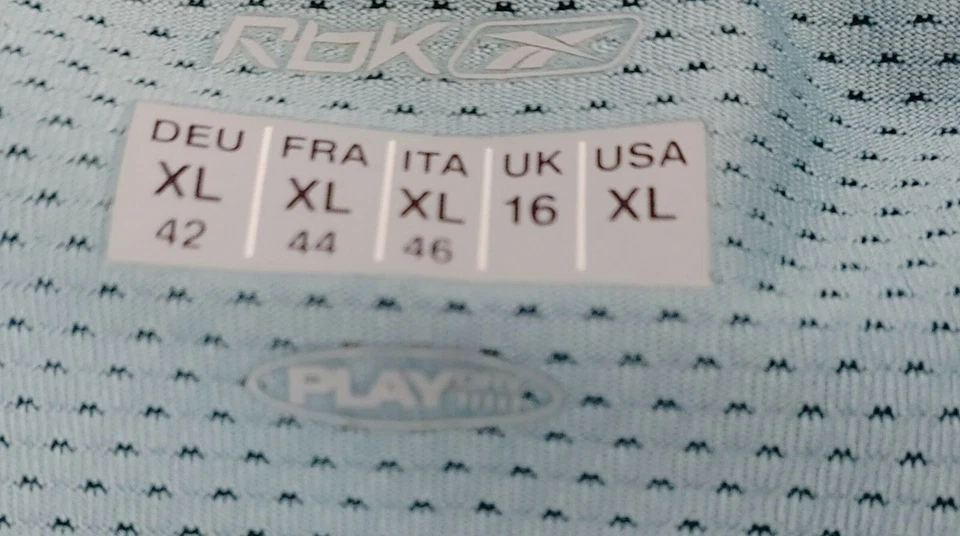 Rbk
DEU FRA ITA UK USA
XL XL XL 16 XL
42 44 46
PLAY